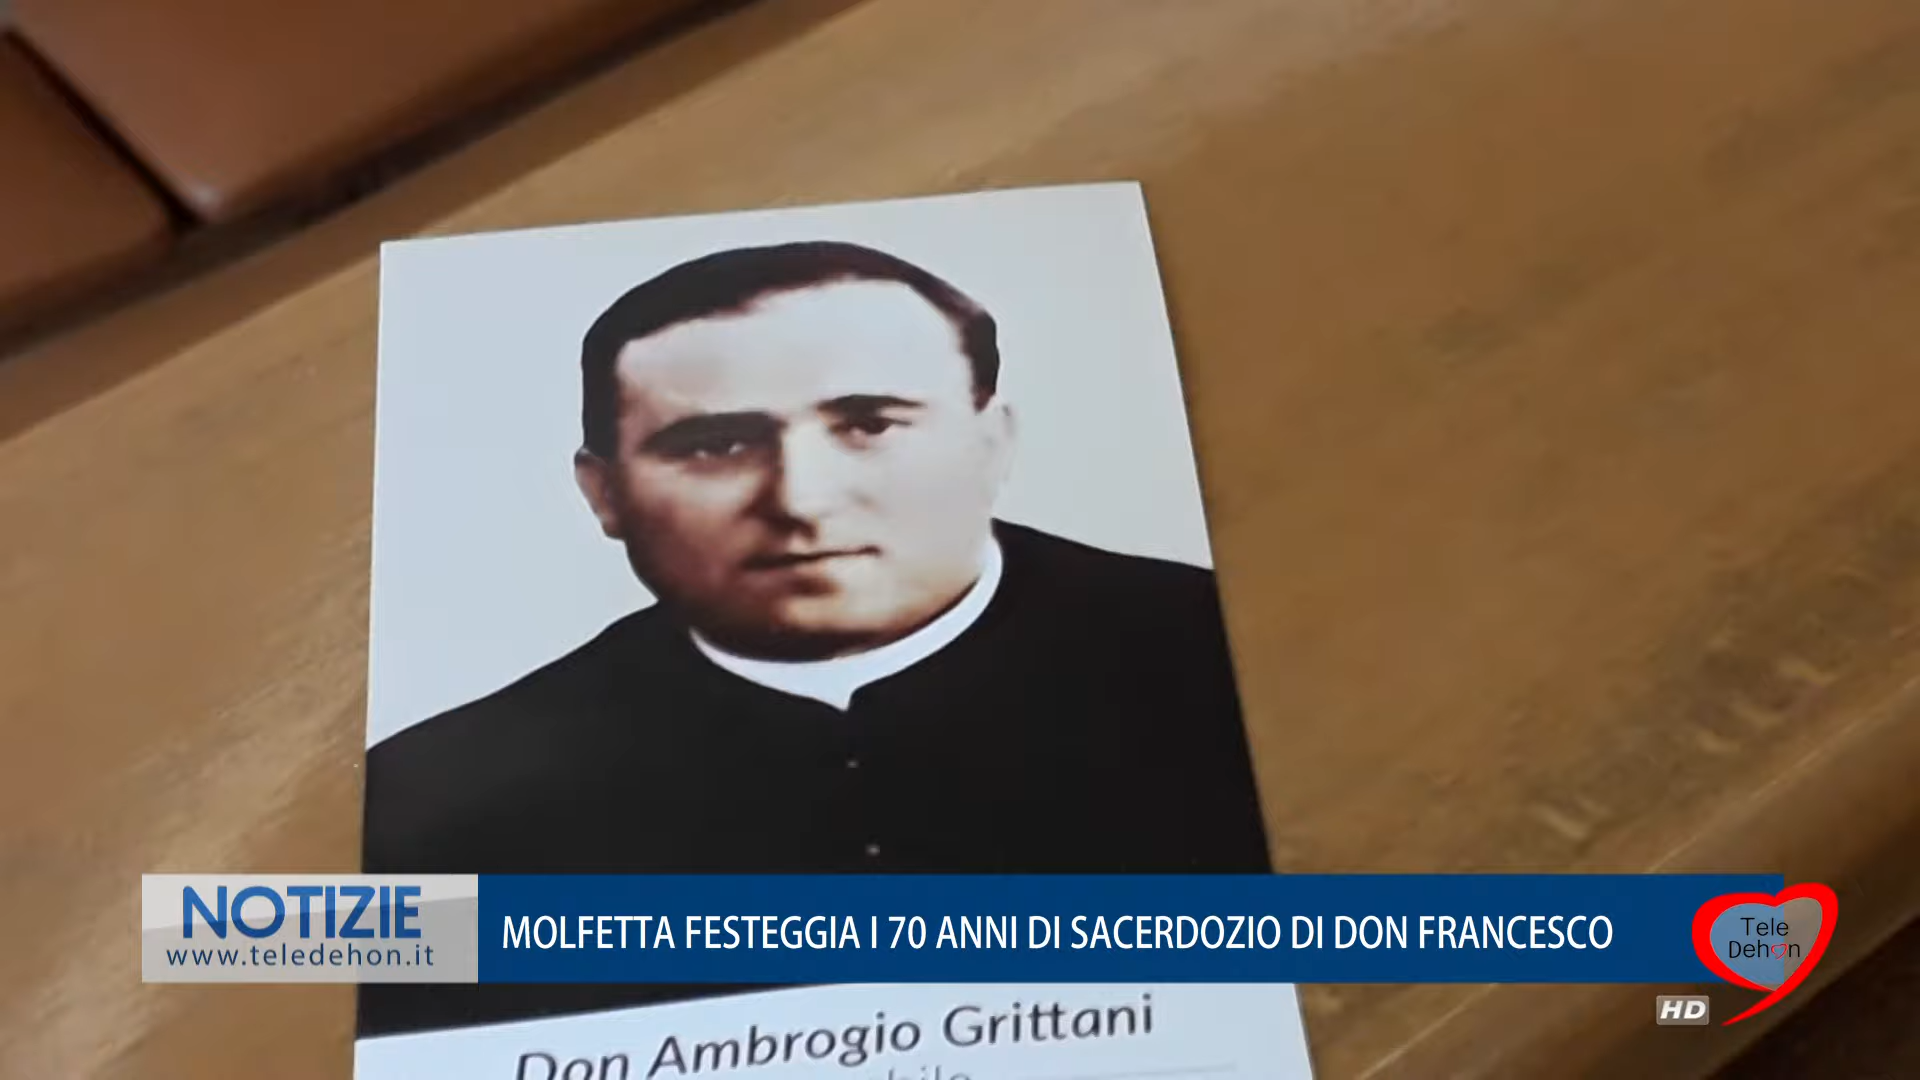 NOTIZIE
www.teledehon.it
MOLFETTA FESTEGGIA I 70 ANNI DI SACERDOZIO DI DON FRANCESCO
Tele
Dehon
HD
Don Ambrogio Grittani